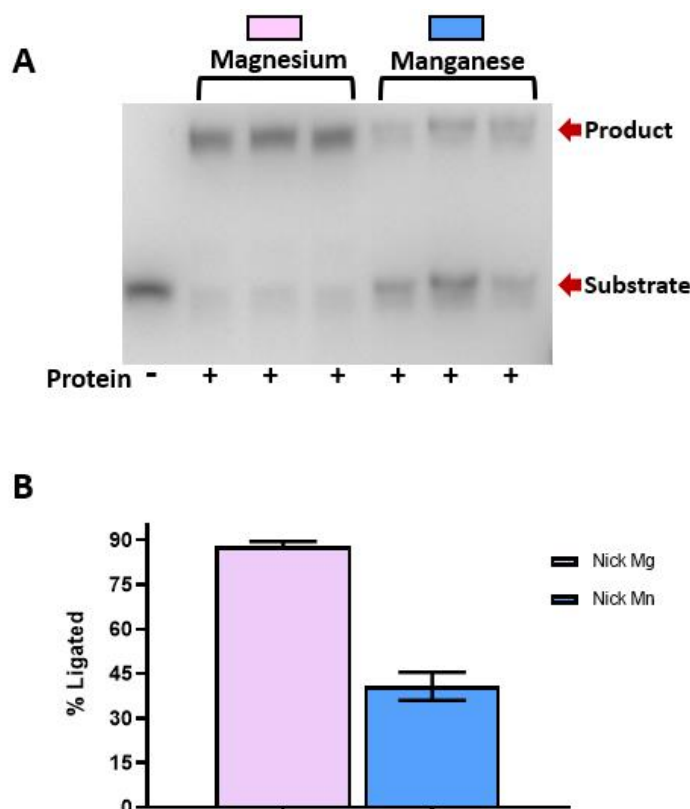 A
Magnesium Manganese
Product
Substrate
Protein - + + + + + +
B
90
75
60
45
30
15
0
% Ligated
Nick Mg
Nick Mn